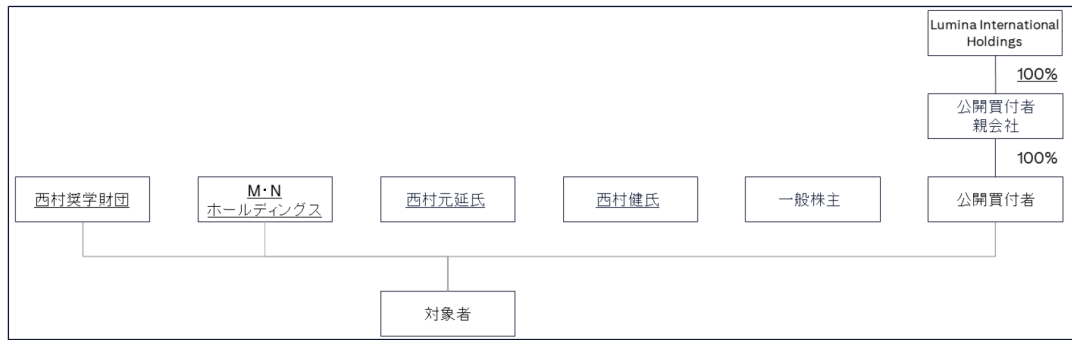 Lumina International
Holdings
100%
公開買付者
親会社
100%
西村奨学財団
M・N
ホールディングス
西村元延氏
西村健氏
一般株主
公開買付者
対象者